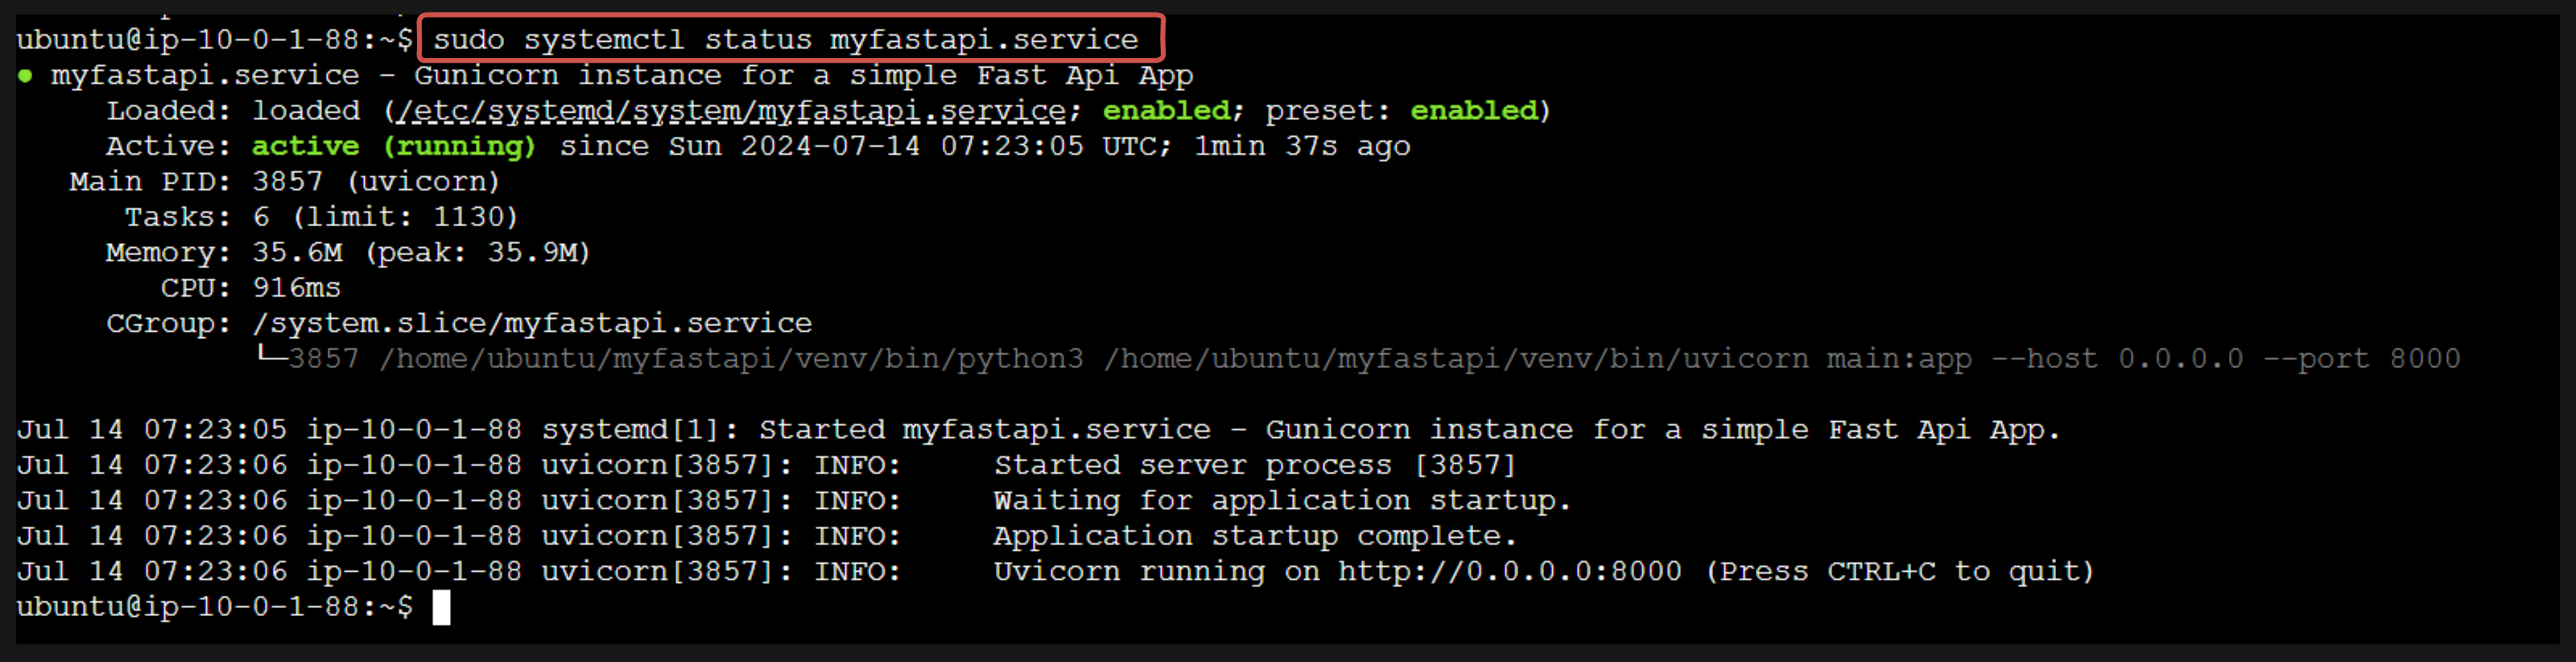 ubuntu@ip-10-0-1-88:~$ sudo systemctl status myfastapi.service
● myfastapi.service - Gunicorn instance for a simple Fast Api App
     Loaded: loaded (/etc/systemd/system/myfastapi.service; enabled; preset: enabled)
     Active: active (running) since Sun 2024-07-14 07:23:05 UTC; 1min 37s ago
   Main PID: 3857 (uvicorn)
      Tasks: 6 (limit: 1130)
     Memory: 35.6M (peak: 35.9M)
        CPU: 916ms
     CGroup: /system.slice/myfastapi.service
             └─3857 /home/ubuntu/myfastapi/venv/bin/python3 /home/ubuntu/myfastapi/venv/bin/uvicorn main:app --host 0.0.0.0 --port 8000

Jul 14 07:23:05 ip-10-0-1-88 systemd[1]: Started myfastapi.service - Gunicorn instance for a simple Fast Api App.
Jul 14 07:23:06 ip-10-0-1-88 uvicorn[3857]: INFO:     Started server process [3857]
Jul 14 07:23:06 ip-10-0-1-88 uvicorn[3857]: INFO:     Waiting for application startup.
Jul 14 07:23:06 ip-10-0-1-88 uvicorn[3857]: INFO:     Application startup complete.
Jul 14 07:23:06 ip-10-0-1-88 uvicorn[3857]: INFO:     Uvicorn running on http://0.0.0.0:8000 (Press CTRL+C to quit)
ubuntu@ip-10-0-1-88:~$